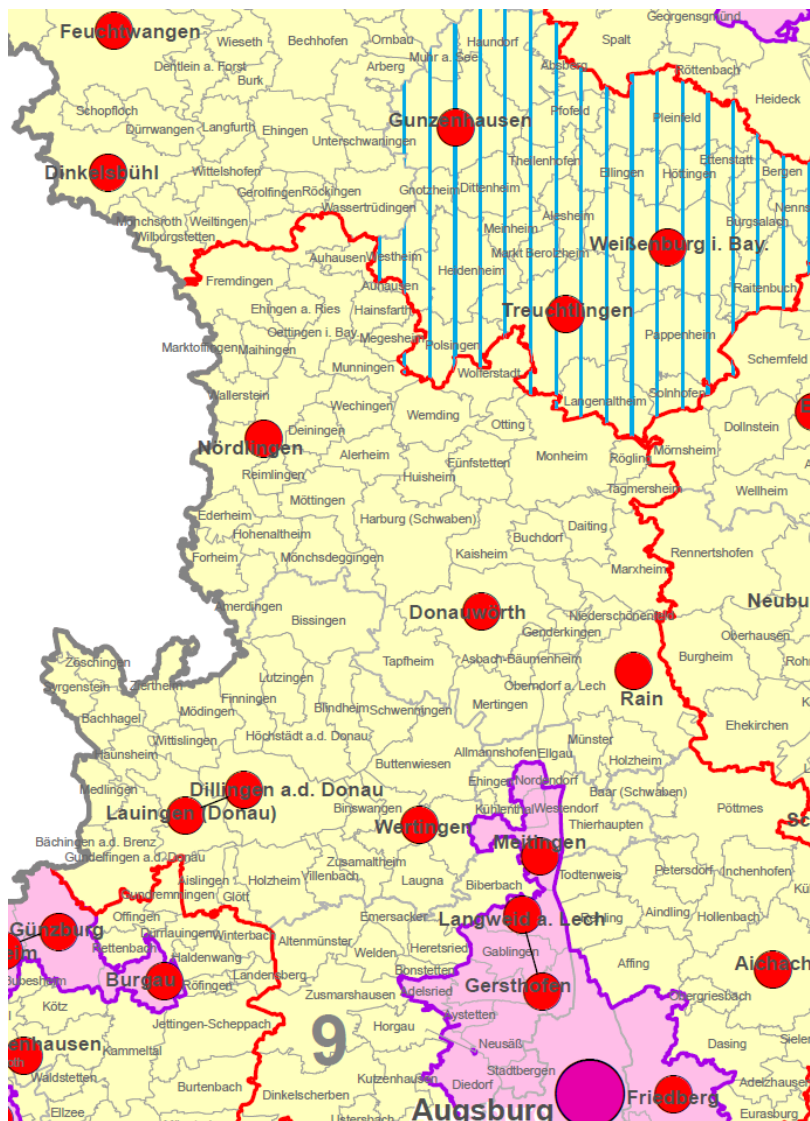 Georgensgmünd
Feuchtwangen
Wieseth
Bechhofen
Ornbau
Haundorf
Spalt
Muhr a. See
Absberg
Röttenbach
Dentlein a. Forst
Burk
Arberg
Heideck
Schopfloch
Dürrwangen
Langfurth
Ehingen
Unterschwaningen
Gunzenhausen
Pfofeld
Pleinfeld
Dinkelsbühl
Wittelshofen
Gerolfingen
Röckingen
Gnotzheim
Dittenheim
Theilenhofen
Ellingen
Höttingen
Ettenstatt
Bergen
Wassertrüdingen
Mönchsroth
Weiltingen
Wilburgstetten
Meinheim
Alesheim
Burgsalach
Nenns
Auhausen
Westheim
Heidenheim
Markt Berolzheim
Weißenburg i. Bay.
Fremdingen
Auhausen
Raitenbuch
Ehingen a. Ries
Hainsfarth
Treuchtlingen
Oettingen i. Bay.
Megesheim
Polsingen
Pappenheim
Marktoffingen
Maihingen
Munningen
Wolferstadt
Schernfeld
Wallerstein
Wechingen
Wemding
Langenaltheim
Solnhofen
Nördlingen
Deiningen
Otting
Dollnstein
Alerheim
Fünfstetten
Monheim
Rögling
Mörnsheim
Reimlingen
Huisheim
Tagmersheim
Möttingen
Wellheim
Ederheim
Harburg (Schwaben)
Daiting
Hohenaltheim
Buchdorf
Forheim
Mönchsdeggingen
Kaisheim
Marxheim
Rennertshofen
Amerdingen
Bissingen
Donauwörth
Niederschönenfeld
Neubu
Genderkingen
Oberhausen
Zöschingen
Tapfheim
Asbach-Bäumenheim
Burgheim
Roh
Syrgenstein
Ziertheim
Lutzingen
Oberndorf a. Lech
Finningen
Rain
Bachhagel
Mödingen
Blindheim
Schwenningen
Mertingen
Ehekirchen
Wittislingen
Höchstädt a.d. Donau
Münster
Haunsheim
Allmannshofen
Ellgau
Holzheim
Buttenwiesen
Medlingen
Dillingen a.d. Donau
Ehingen
Nordendorf
Baar (Schwaben)
Lauingen (Donau)
Binswangen
Kühlenthal
Westendorf
Pöttmes
Wertingen
Thierhaupten
Sc
Bächingen a.d. Brenz
Meitingen
Gundelfingen a.d. Donau
Zusamaltheim
Villenbach
Laugna
Todtenweis
Petersdorf
Inchenhofen
Aislingen
Holzheim
Biberbach
Gundremmingen
Glött
Aindling
Offingen
Emersacker
Langweid a. Lech
Rehling
Hollenbach
Günzburg
Dürrlauingen
Winterbach
Altenmünster
Heretsried
Rettenbach
Welden
Gablingen
Haldenwang
Bonstetten
Affing
Aichach
Bubesheim
Burgau
Landensberg
Röfingen
Adelsried
Gersthofen
Kötz
Zusmarshausen
Obergriesbach
Jettingen-Scheppach
9
Horgau
Aystetten
Kammeltal
Neusäß
Dasing
Waldstetten
Stadtbergen
Kutzenhausen
Adelzhausen
Burtenbach
Dinkelscherben
Diedorf
Friedberg
Ellzee
Augsburg
Eurasburg